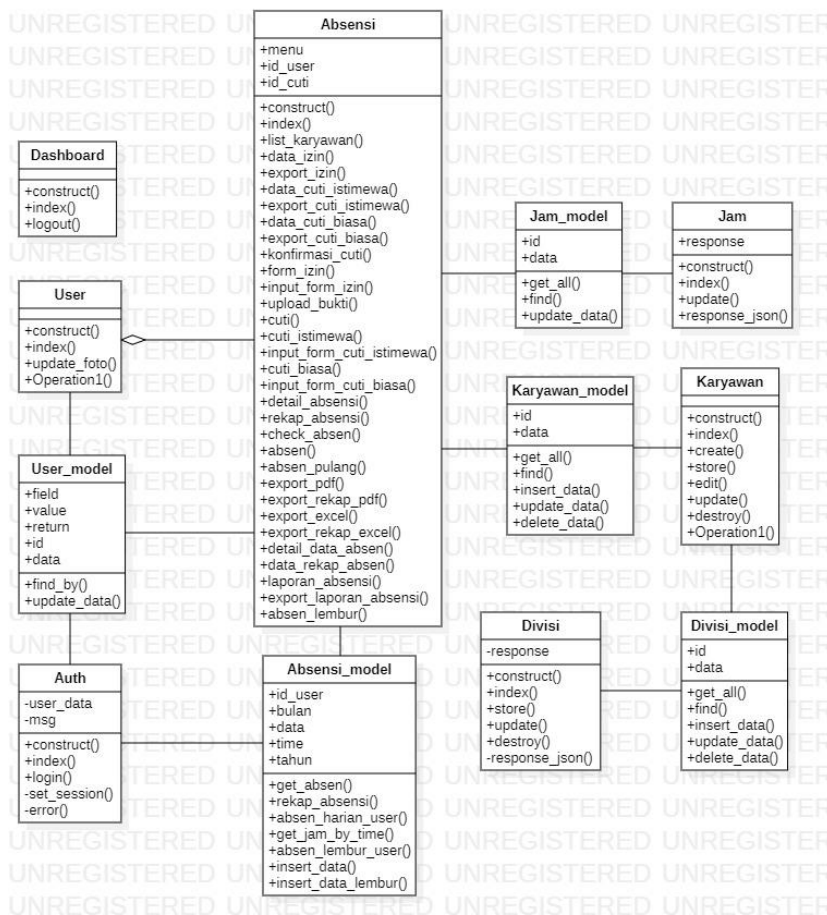 Absensi
+menu
+id_user
+id_cuti
+construct()
+index()
+list_karyawan()
+data_izin()
+export_izin()
+data_cuti_istimewa()
+export_cuti_istimewa()
+data_cuti_biasa()
+export_cuti_biasa()
+konfirmasi_cuti()
+form_izin()
+input_form_izin()
+upload_bukti()
+cuti()
+cuti_istimewa()
+input_form_cuti_istimewa()
+cuti_biasa()
+input_form_cuti_biasa()
+detail_absensi()
+rekap_absensi()
+check_absen()
+absen()
+absen_pulang()
+export_pdf()
+export_rekap_pdf()
+export_excel()
+export_rekap_excel()
+detail_data_absen()
+data_rekap_absen()
+laporan_absensi()
+export_laporan_absensi()
+absen_lembur()
Dashboard
+construct()
+index()
+logout()
User
+construct()
+index()
+update_foto()
+Operation1()
User_model
+field
+value
+return
+id
+data
+find_by()
+update_data()
Auth
-user_data
-msg
+construct()
+index()
+login()
-set_session()
-error()
Absensi_model
+id_user
+bulan
+data
+time
+tahun
+get_absen()
+rekap_absensi()
+absen_harian_user()
+get_jam_by_time()
+absen_lembur_user()
+insert_data()
+insert_data_lembur()
Jam_model
+id
+data
+get_all()
+find()
+update_data()
Jam
+response
+construct()
+index()
+update()
+response_json()
Karyawan_model
+id
+data
+get_all()
+find()
+insert_data()
+update_data()
+delete_data()
Karyawan
+construct()
+index()
+create()
+store()
+edit()
+update()
+destroy()
+Operation1()
Divisi
-response
+construct()
+index()
+store()
+update()
+destroy()
-response_json()
Divisi_model
+id
+data
+get_all()
+find()
+insert_data()
+update_data()
+delete_data()
UNREGISTERED